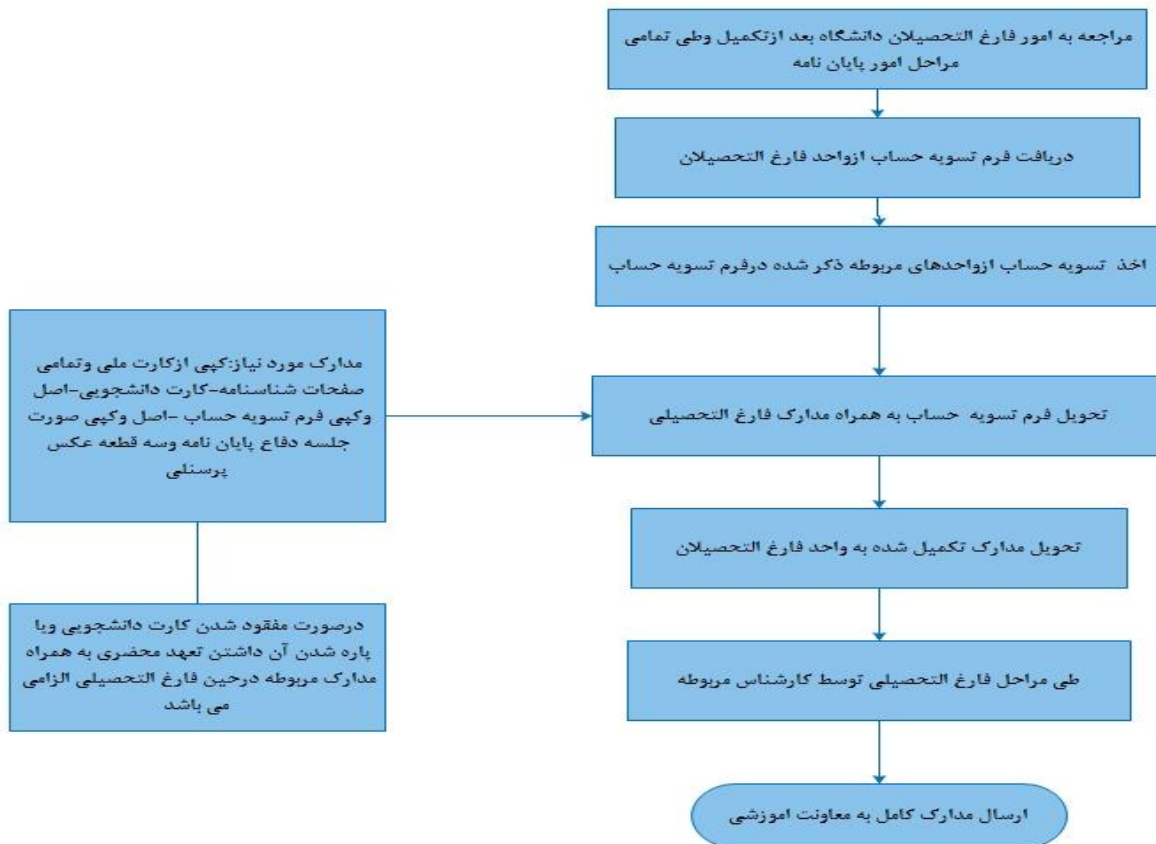 مراجعه به امور فارغ التحصیلان دانشگاه بعد ازتکمیل وطی تمامی
مراحل امور پایان نامه
دریافت فرم تسویه حساب ازواحد فارغ التحصیلان
اخذ تسویه حساب ازواحدهای مربوطه ذکر شده درفرم تسویه حساب
مدارک مورد نیاز:کپی ازکارت ملی وتمامی
صفحات شناسنامه-کارت دانشجویی-اصل
وکپی فرم تسویه حساب -اصل وکپی صورت
جلسه دفاع پایان نامه وسه قطعه عکس
پرسنلی
تحویل فرم تسویه حساب به همراه مدارک فارغ التحصیلی
تحویل مدارک تکمیل شده به واحد فارغ التحصیلان
درصورت مفقود شدن کارت دانشجویی ویا
پاره شدن آن داشتن تعهد محضری به همراه
مدارک مربوطه درحین فارغ التحصیلی الزامی
می باشد
طی مراحل فارغ التحصیلی توسط کارشناس مربوطه
ارسال مدارک کامل به معاونت اموزشی